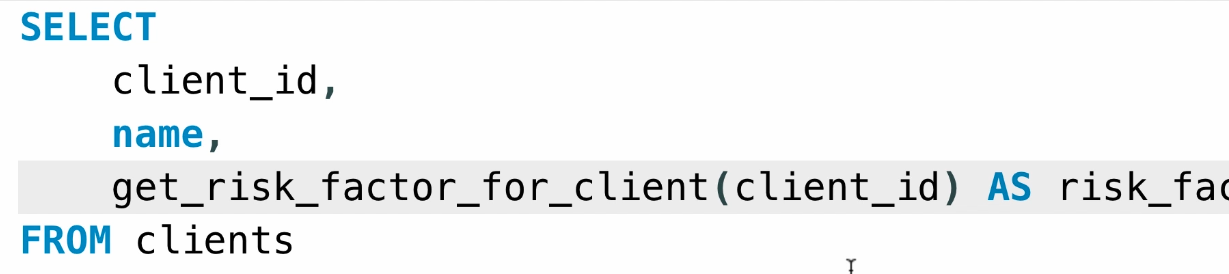 SELECT
client_id,
name,
get_risk_factor_for_client(client_id) AS risk_fac
FROM clients